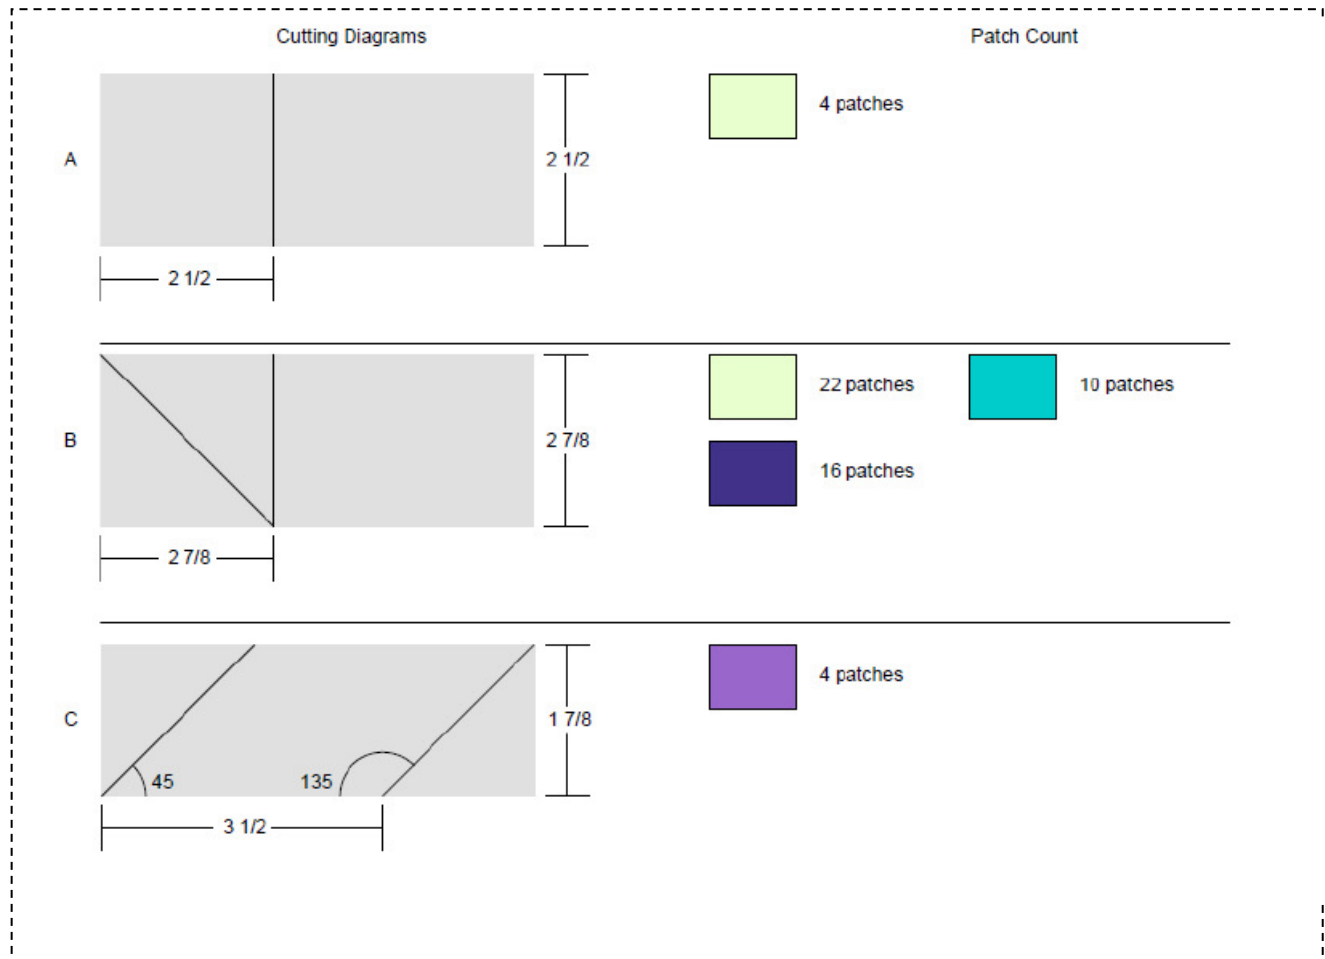 Cutting Diagrams
Patch Count
A
2 1/2
2 1/2
4 patches
B
2 7/8
2 7/8
22 patches
10 patches
16 patches
C
45
135
1 7/8
3 1/2
4 patches